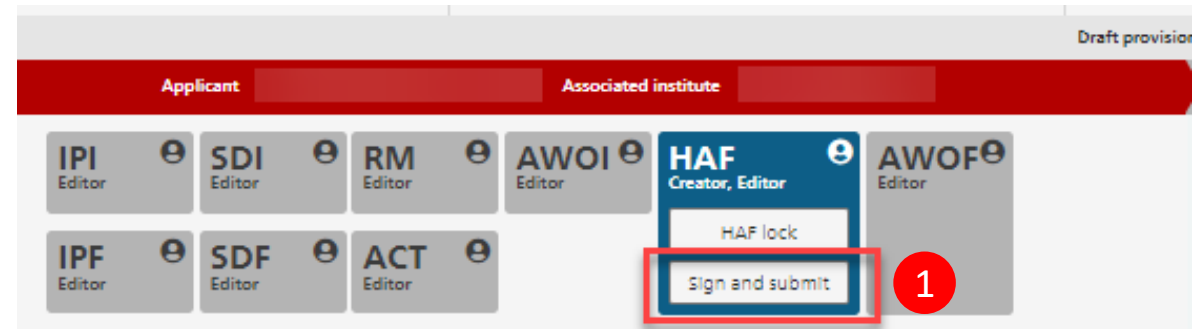 Draft provision
Applicant Associated institute
IPI SDI RM AWOI HAF AWOF
Editor Editor Editor Editor Creator, Editor Editor
HAF lock
IPF SDF ACT
Editor Editor Editor
Sign and submit 1